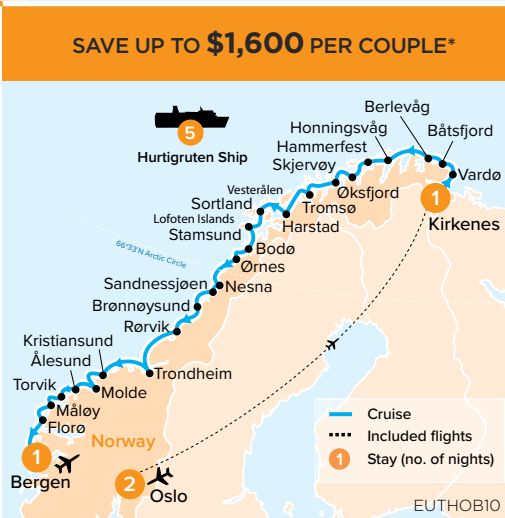 SAVE UP TO $1,600 PER COUPLE*
5
Hurtigruten Ship
Berlevåg
Honningsvåg
Båtsfjord
Hammerfest
Skjervøy
Vardø
Øksfjord
1
Kirkenes
Vesterålen
Tromsø
Sortland
Harstad
Lofoten Islands
Stamsund
66°33'N Arctic Circle
Bodø
Ørnes
Sandnessjøen
Nesna
Brønnøysund
Rørvik
Kristiansund
Ålesund
Trondheim
Torvik
Molde
Måløy
Florø
Norway
1
Bergen
2
Oslo
Cruise
Included flights
1 Stay (no. of nights)
EUTHOB10